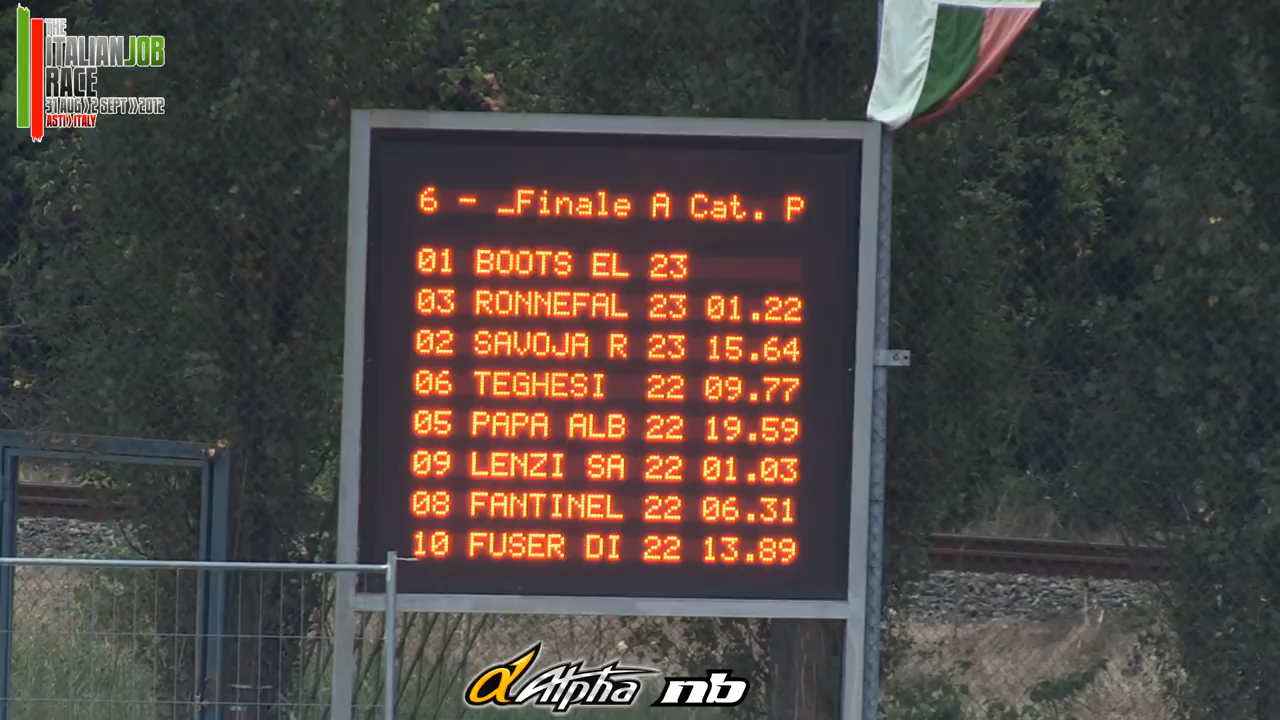 THE
ITALIANJOB
RACE
31 AUG // 2 SEPT // 2012
ASTI // ITALY
6 - _Finale A Cat. P
01 BOOTS EL 23
03 RONNEFAL 23 01.22
02 SAVOJA R 23 15.64
06 TEGHESI 22 09.77
05 PAPA ALB 22 19.59
09 LENZI SA 22 01.03
08 FANTINEL 22 06.31
10 FUSER DI 22 13.89
Alpha nb